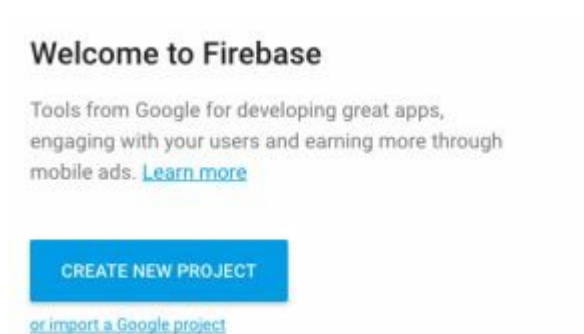 Welcome to Firebase
Tools from Google for developing great apps,
engaging with your users and earning more through
mobile ads. Learn more
CREATE NEW PROJECT
or import a Google project